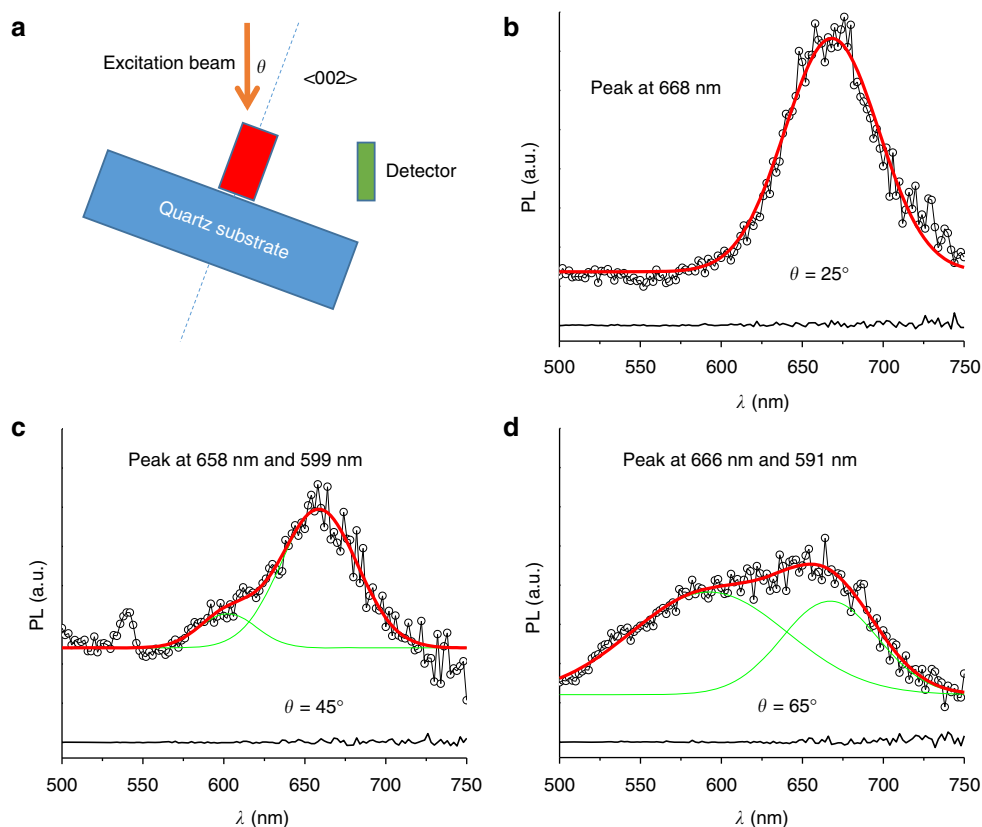 a
Excitation beam
θ
<002>
Detector
Quartz substrate
b
Peak at 668 nm
PL (a.u.)
θ = 25°
500 550 600 650 700 750
λ (nm)
c
Peak at 658 nm and 599 nm
PL (a.u.)
θ = 45°
500 550 600 650 700 750
λ (nm)
d
Peak at 666 nm and 591 nm
PL (a.u.)
θ = 65°
500 550 600 650 700 750
λ (nm)